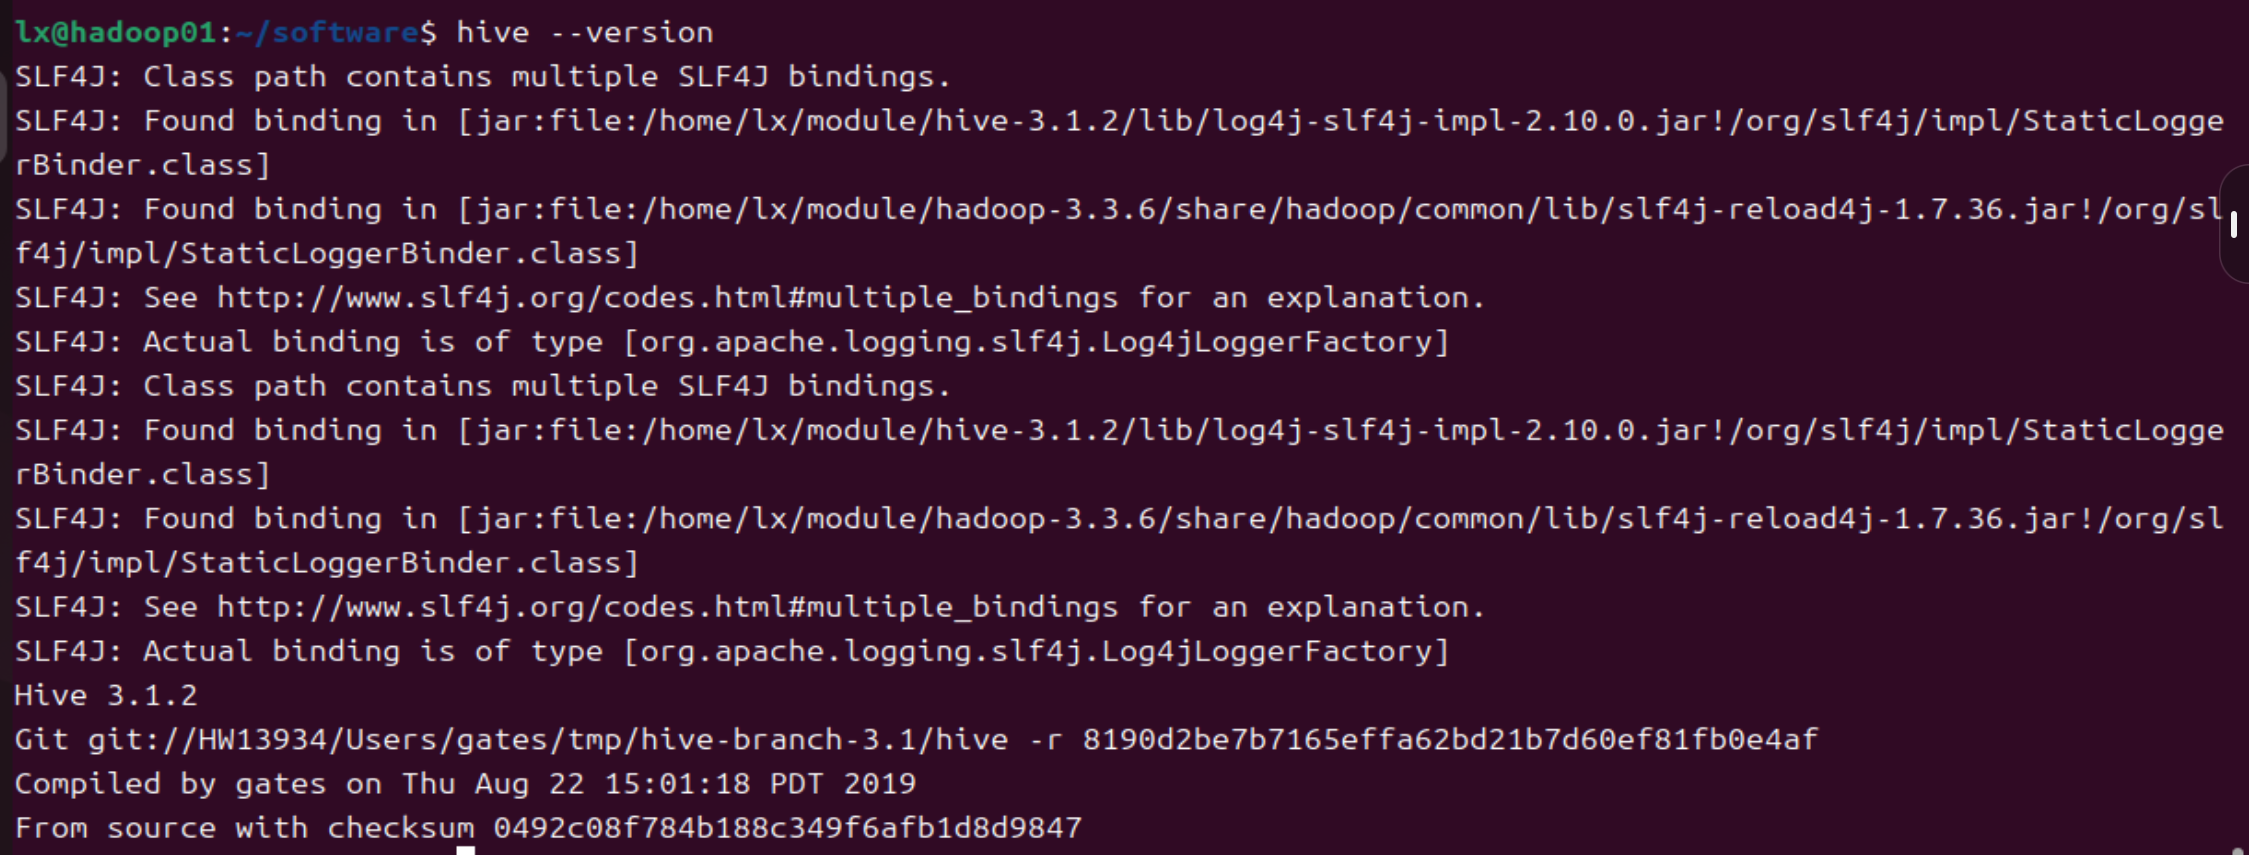 lx@hadoop01:~/software$ hive --version
SLF4J: Class path contains multiple SLF4J bindings.
SLF4J: Found binding in [jar:file:/home/lx/module/hive-3.1.2/lib/log4j-slf4j-impl-2.10.0.jar!/org/slf4j/impl/StaticLogge
rBinder.class]
SLF4J: Found binding in [jar:file:/home/lx/module/hadoop-3.3.6/share/hadoop/common/lib/slf4j-reload4j-1.7.36.jar!/org/sl
f4j/impl/StaticLoggerBinder.class]
SLF4J: See http://www.slf4j.org/codes.html#multiple_bindings for an explanation.
SLF4J: Actual binding is of type [org.apache.logging.slf4j.Log4jLoggerFactory]
SLF4J: Class path contains multiple SLF4J bindings.
SLF4J: Found binding in [jar:file:/home/lx/module/hive-3.1.2/lib/log4j-slf4j-impl-2.10.0.jar!/org/slf4j/impl/StaticLogge
rBinder.class]
SLF4J: Found binding in [jar:file:/home/lx/module/hadoop-3.3.6/share/hadoop/common/lib/slf4j-reload4j-1.7.36.jar!/org/sl
f4j/impl/StaticLoggerBinder.class]
SLF4J: See http://www.slf4j.org/codes.html#multiple_bindings for an explanation.
SLF4J: Actual binding is of type [org.apache.logging.slf4j.Log4jLoggerFactory]
Hive 3.1.2
Git git://HW13934/Users/gates/tmp/hive-branch-3.1/hive -r 8190d2be7b7165effa62bd21b7d60ef81fb0e4af
Compiled by gates on Thu Aug 22 15:01:18 PDT 2019
From source with checksum 0492c08f784b188c349f6afb1d8d9847